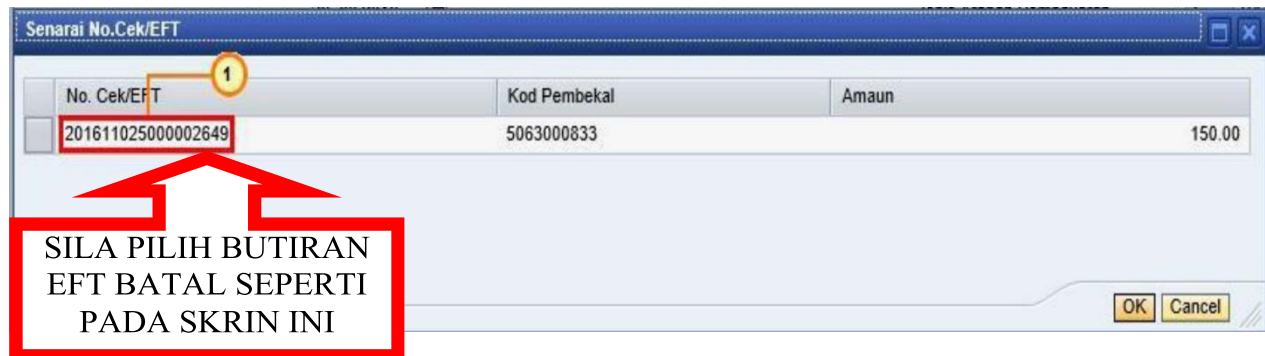 Senarai No.Cek/EFT
1
No. Cek/EFT Kod Pembekal Amaun
201611025000002649 5063000833 150.00
SILA PILIH BUTIRAN
EFT BATAL SEPERTI
PADA SKRIN INI
OK Cancel